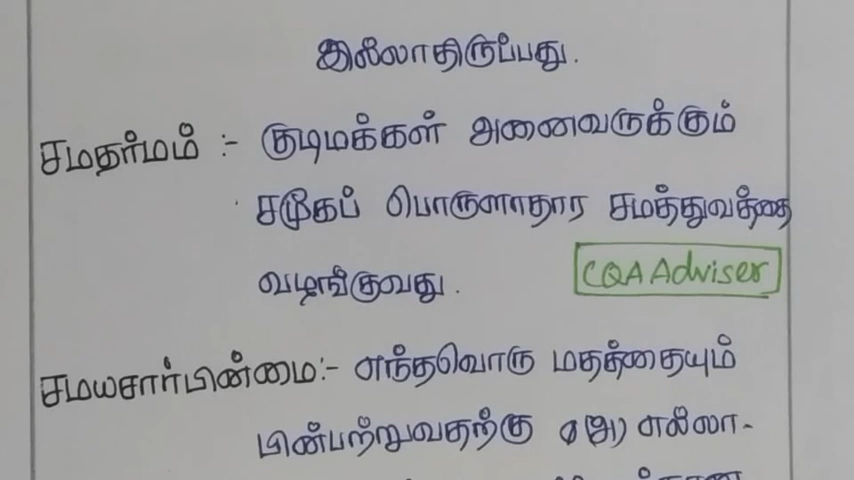 இல்லாதிருப்பது.
சமதர்மம் :- குடிமக்கள் அனைவருக்கும்
சமூகப் பொருளாதார சமத்துவத்தை
வழங்குவது.
CQA Adviser
சமயசார்பின்மை:- எந்தவொரு மதத்தையும்
பின்பற்றுவதற்கு (அ) எல்லா-